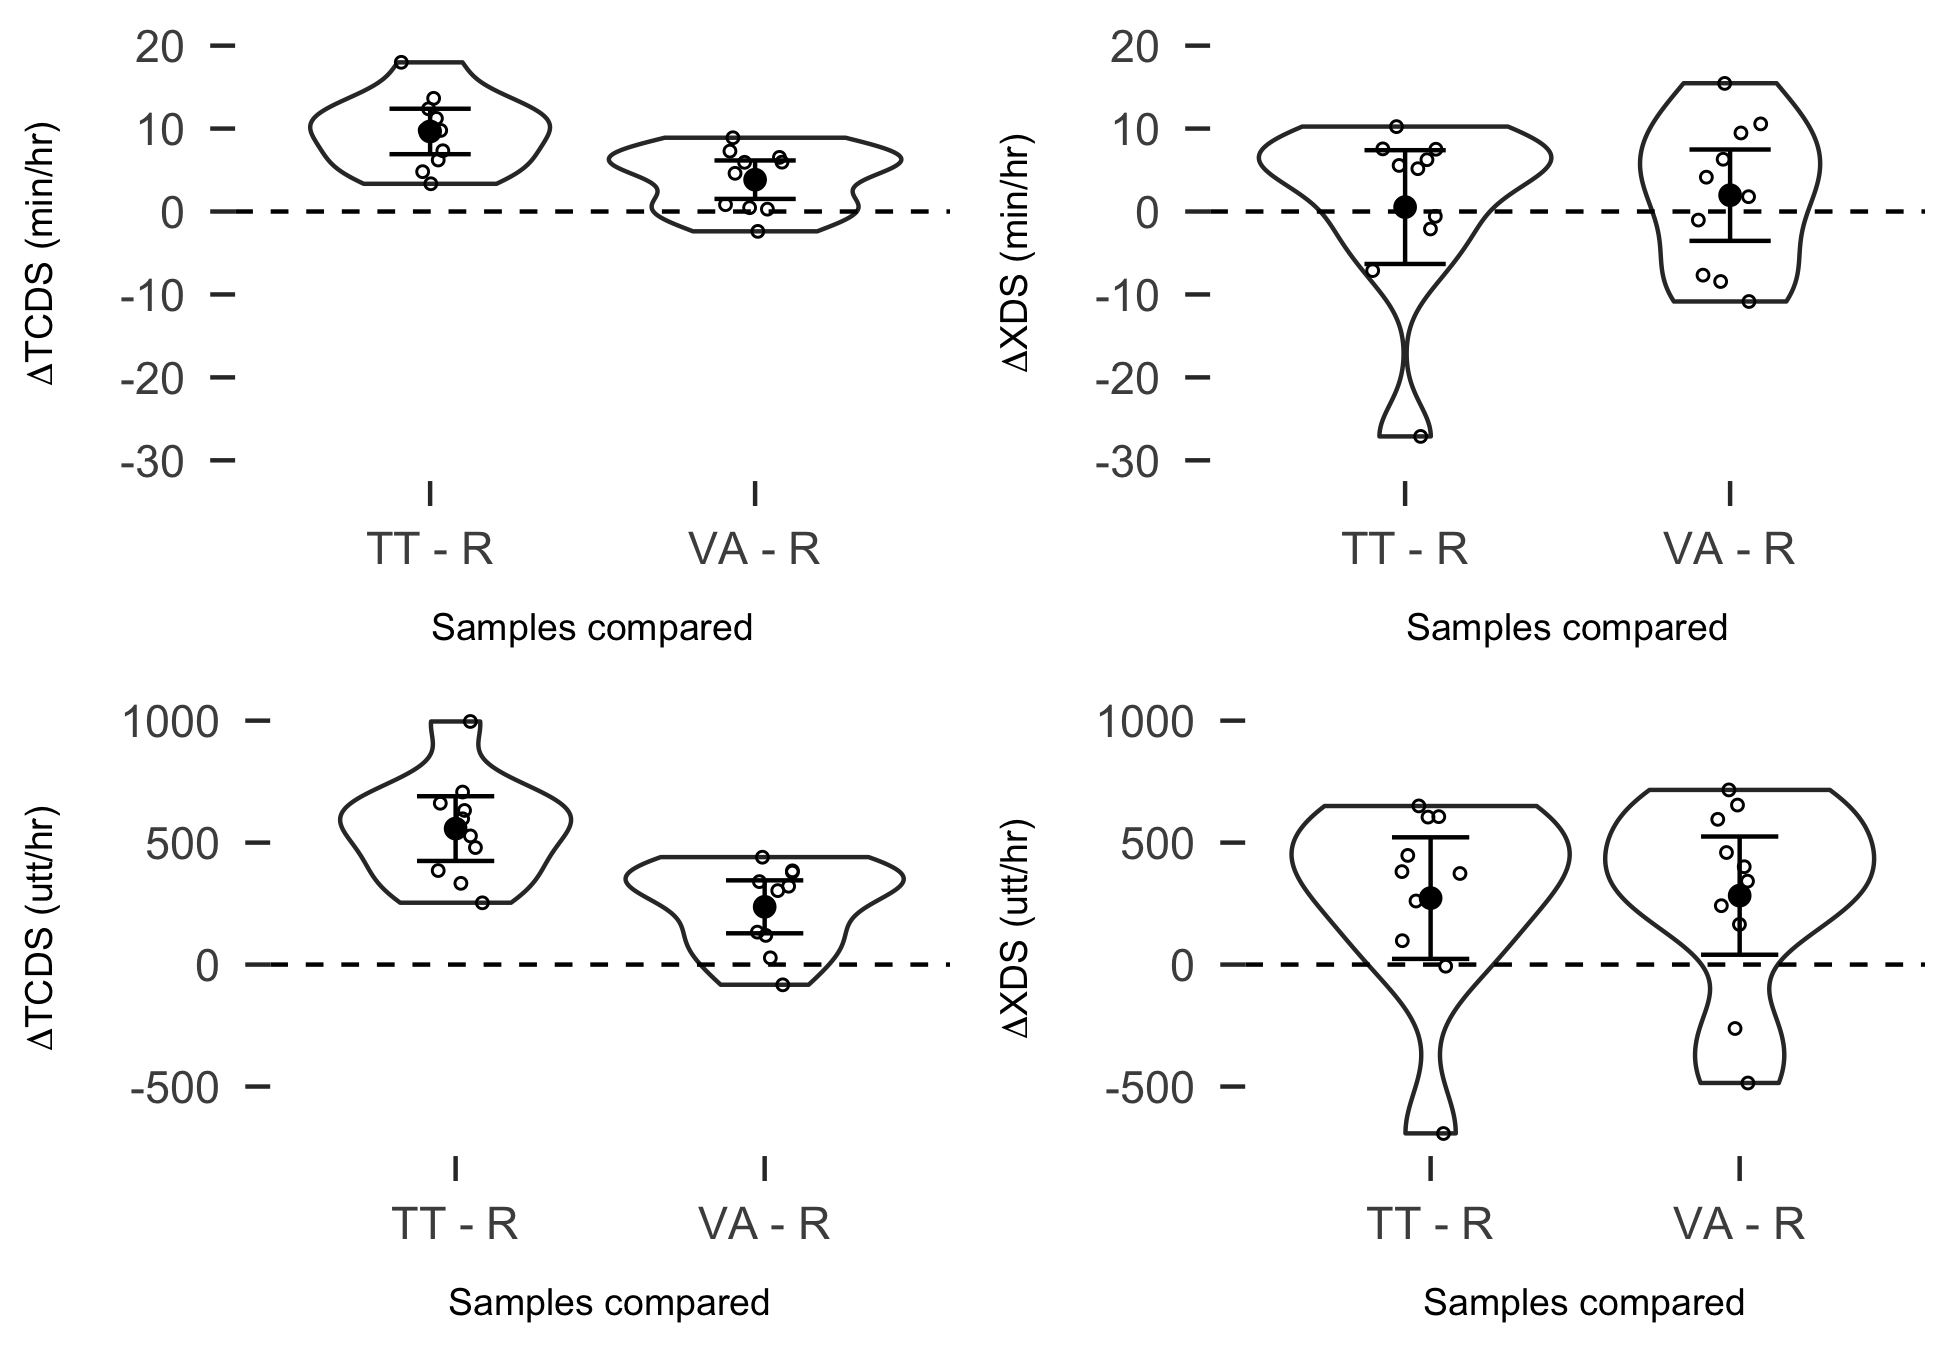 ΔTCDS (min/hr)
20
10
0
-10
-20
-30
TT - R
VA - R
Samples compared
ΔXDS (min/hr)
20
10
0
-10
-20
-30
TT - R
VA - R
Samples compared
ΔTCDS (utt/hr)
1000
500
0
-500
TT - R
VA - R
Samples compared
ΔXDS (utt/hr)
1000
500
0
-500
TT - R
VA - R
Samples compared